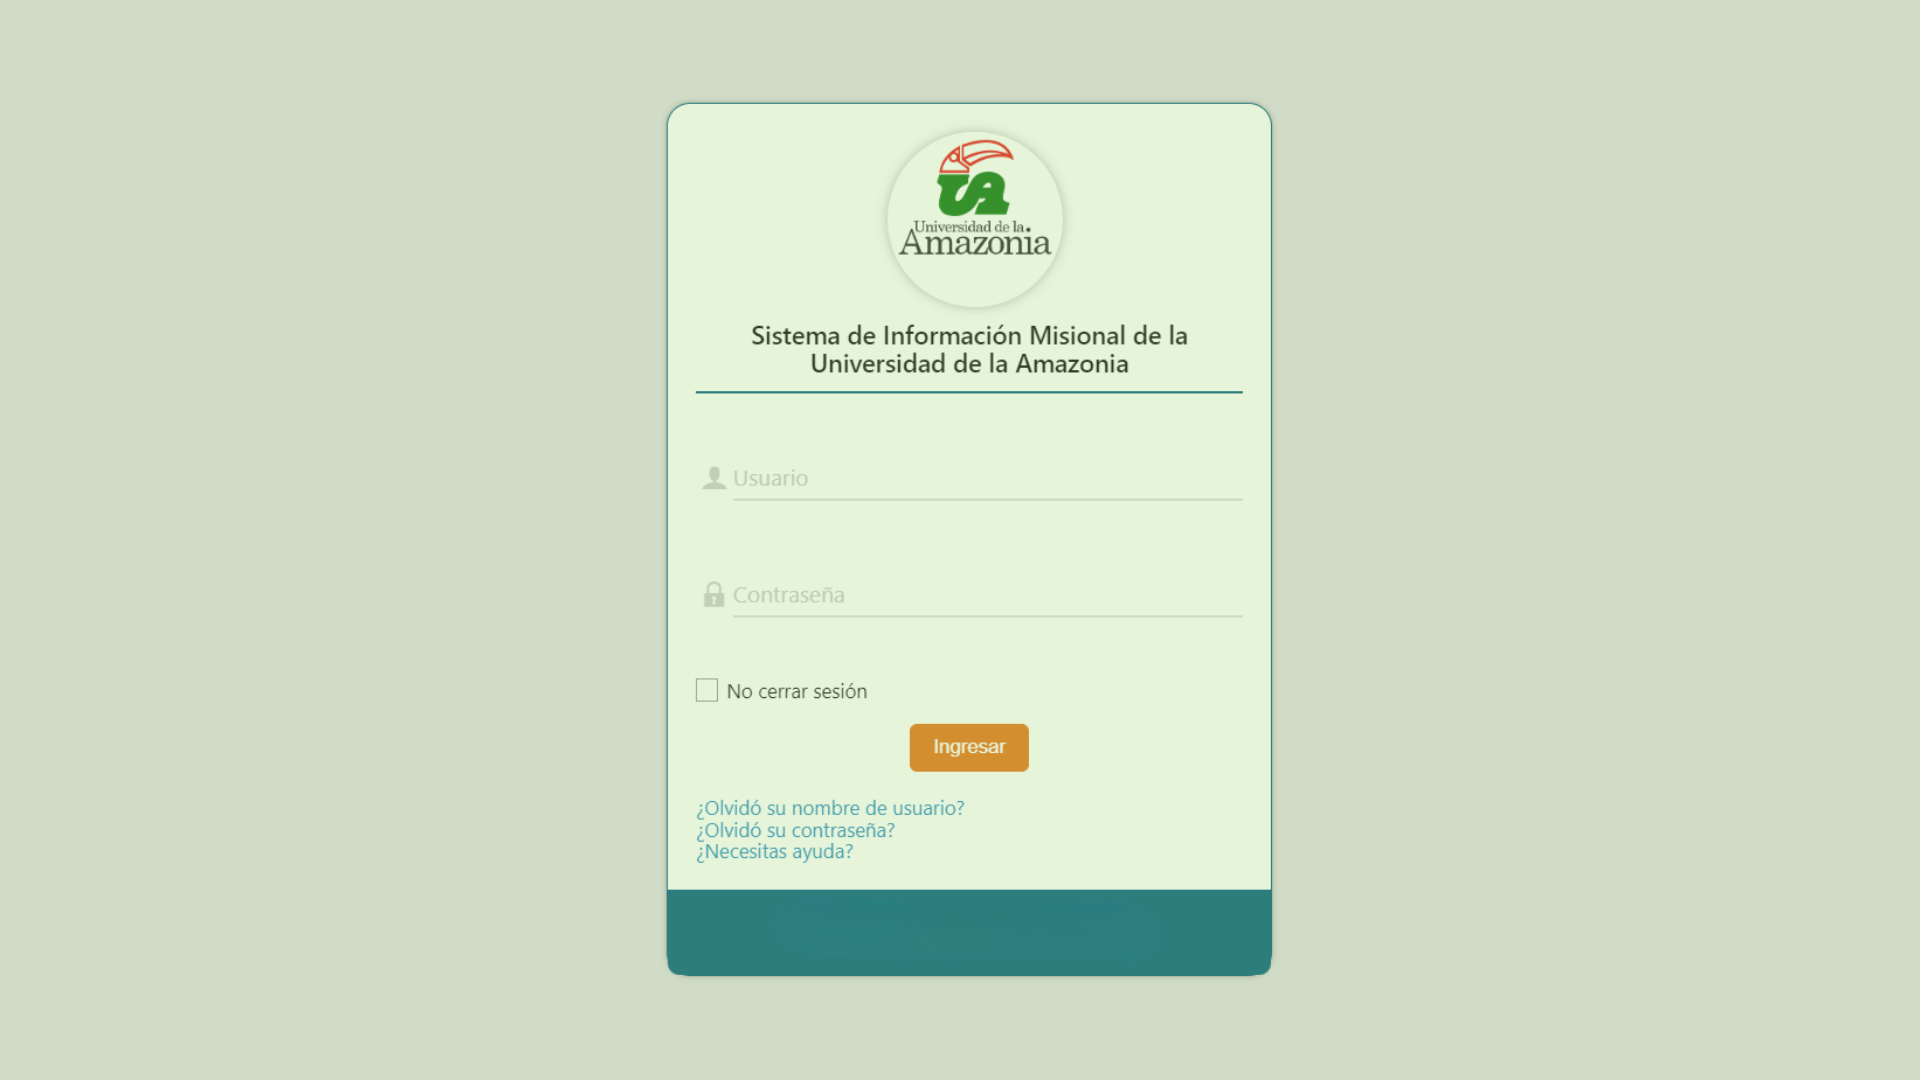 Universidad de la
Amazonia
Sistema de Información Misional de la
Universidad de la Amazonia
Usuario
Contraseña
No cerrar sesión
Ingresar
¿Olvidó su nombre de usuario?
¿Olvidó su contraseña?
¿Necesitas ayuda?